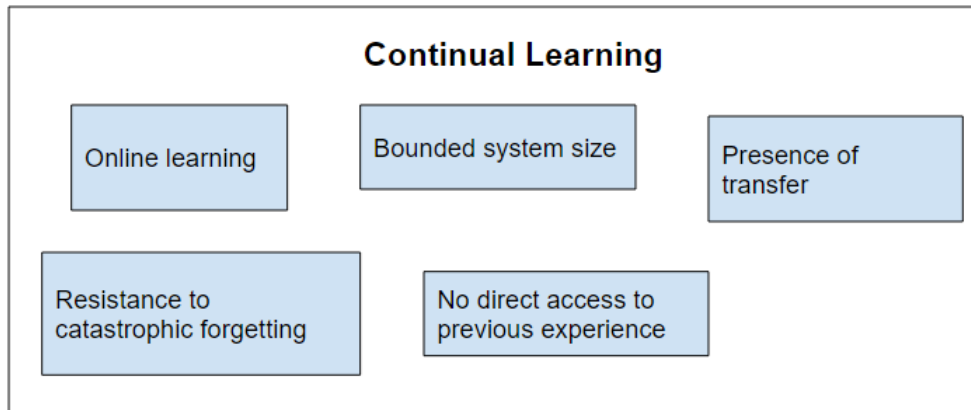 Continual Learning
Online learning
Bounded system size
Presence of
transfer
Resistance to
catastrophic forgetting
No direct access to
previous experience